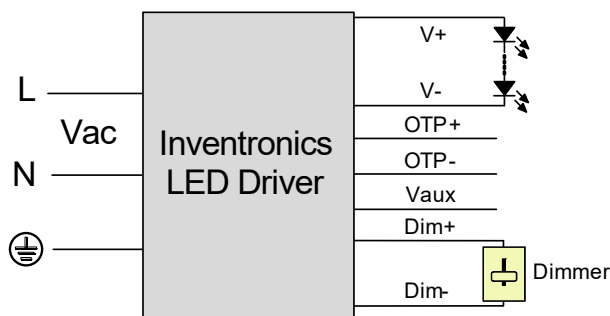 L
Vac
N
Inventronics
LED Driver
V+
V-
OTP+
OTP-
Vaux
Dim+
Dim-
Dimmer